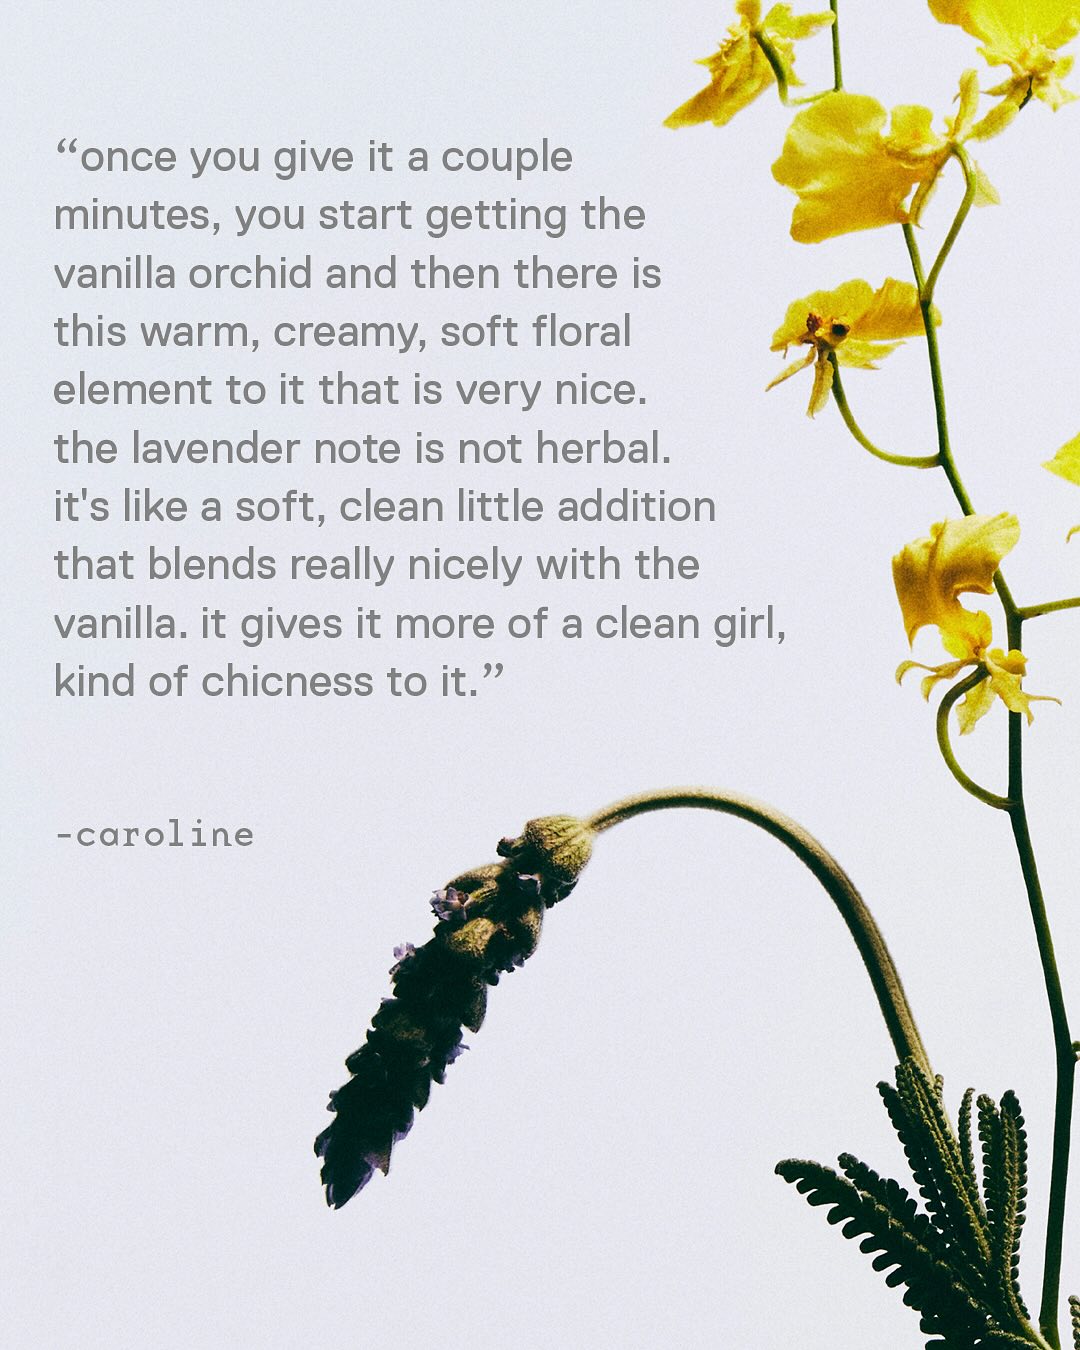 “once you give it a couple
minutes, you start getting the
vanilla orchid and then there is
this warm, creamy, soft floral
element to it that is very nice.
the lavender note is not herbal.
it's like a soft, clean little addition
that blends really nicely with the
vanilla. it gives it more of a clean girl,
kind of chicness to it.”
-caroline